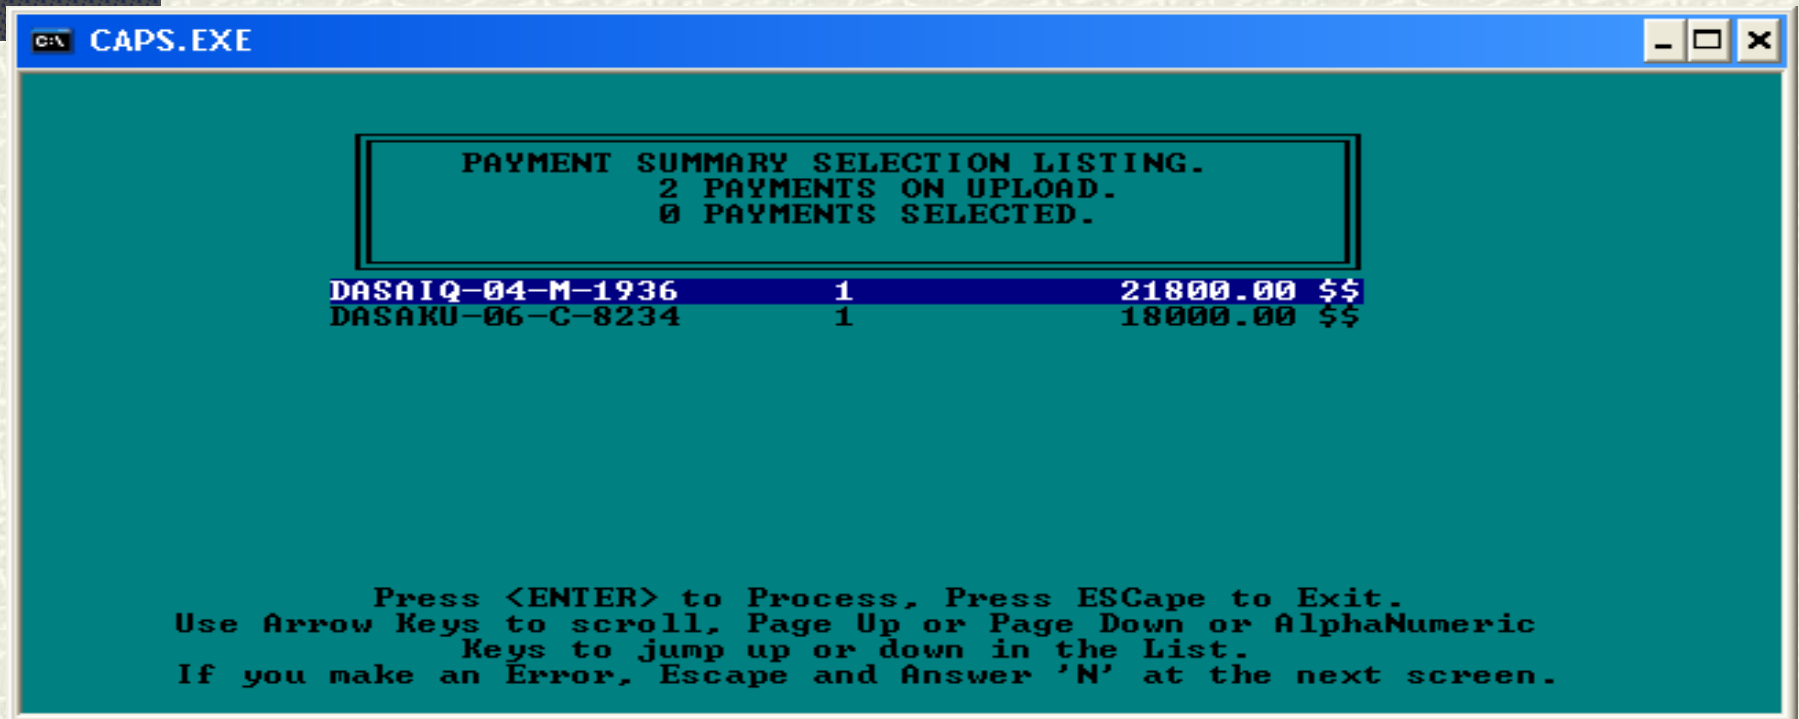 CAPS.EXE
PAYMENT SUMMARY SELECTION LISTING.
2 PAYMENTS ON UPLOAD.
0 PAYMENTS SELECTED.
DASAIQ-04-M-1936 1 21800.00 $$
DASAKU-06-C-8234 1 18000.00 $$
Press <ENTER> to Process, Press ESCape to Exit.
Use Arrow Keys to scroll, Page Up or Page Down or AlphaNumeric
Keys to jump up or down in the List.
If you make an Error, Escape and Answer 'N' at the next screen.